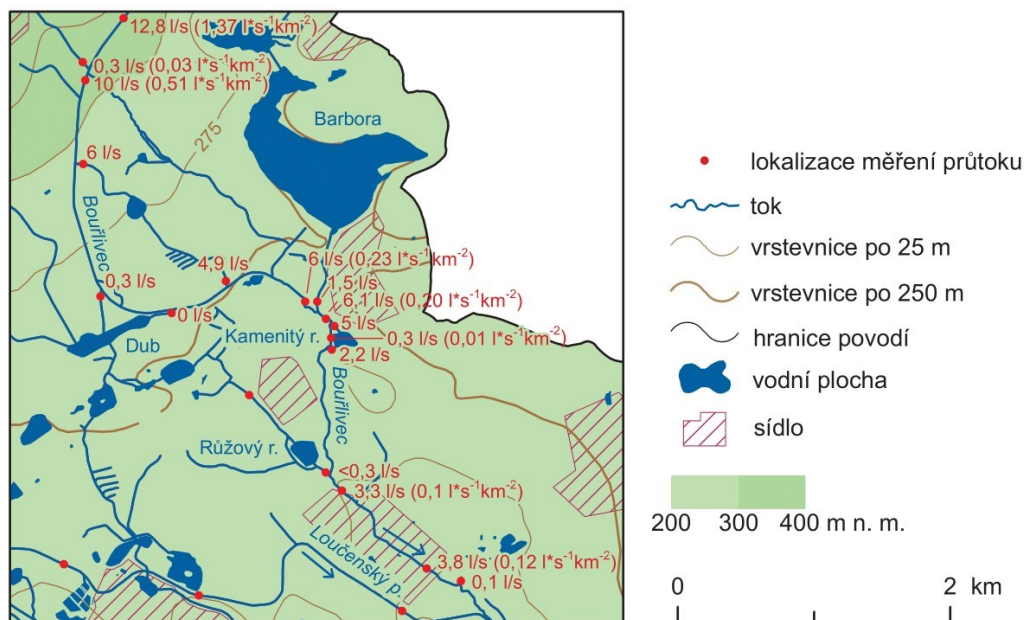 12,8 l/s (1,37 l*s⁻¹km⁻²)
0,3 l/s (0,03 l*s⁻¹km⁻²)
10 l/s (0,51 l*s⁻¹km⁻²)
Barbora
275
6 l/s
Bouřlivec
4,9 l/s
6 l/s (0,23 l*s⁻¹km⁻²)
0,3 l/s
1,5 l/s
6,1 l/s (0,20 l*s⁻¹km⁻²)
0 l/s
5 l/s
Dub
Kamenitý r.
0,3 l/s (0,01 l*s⁻¹km⁻²)
2,2 l/s
Bouřlivec
Růžový r.
<0,3 l/s
3,3 l/s (0,1 l*s⁻¹km⁻²)
Loučenský p.
3,8 l/s (0,12 l*s⁻¹km⁻²)
0,1 l/s
lokalizace měření průtoku
tok
vrstevnice po 25 m
vrstevnice po 250 m
hranice povodí
vodní plocha
sídlo
200 300 400 m n. m.
0 2 km